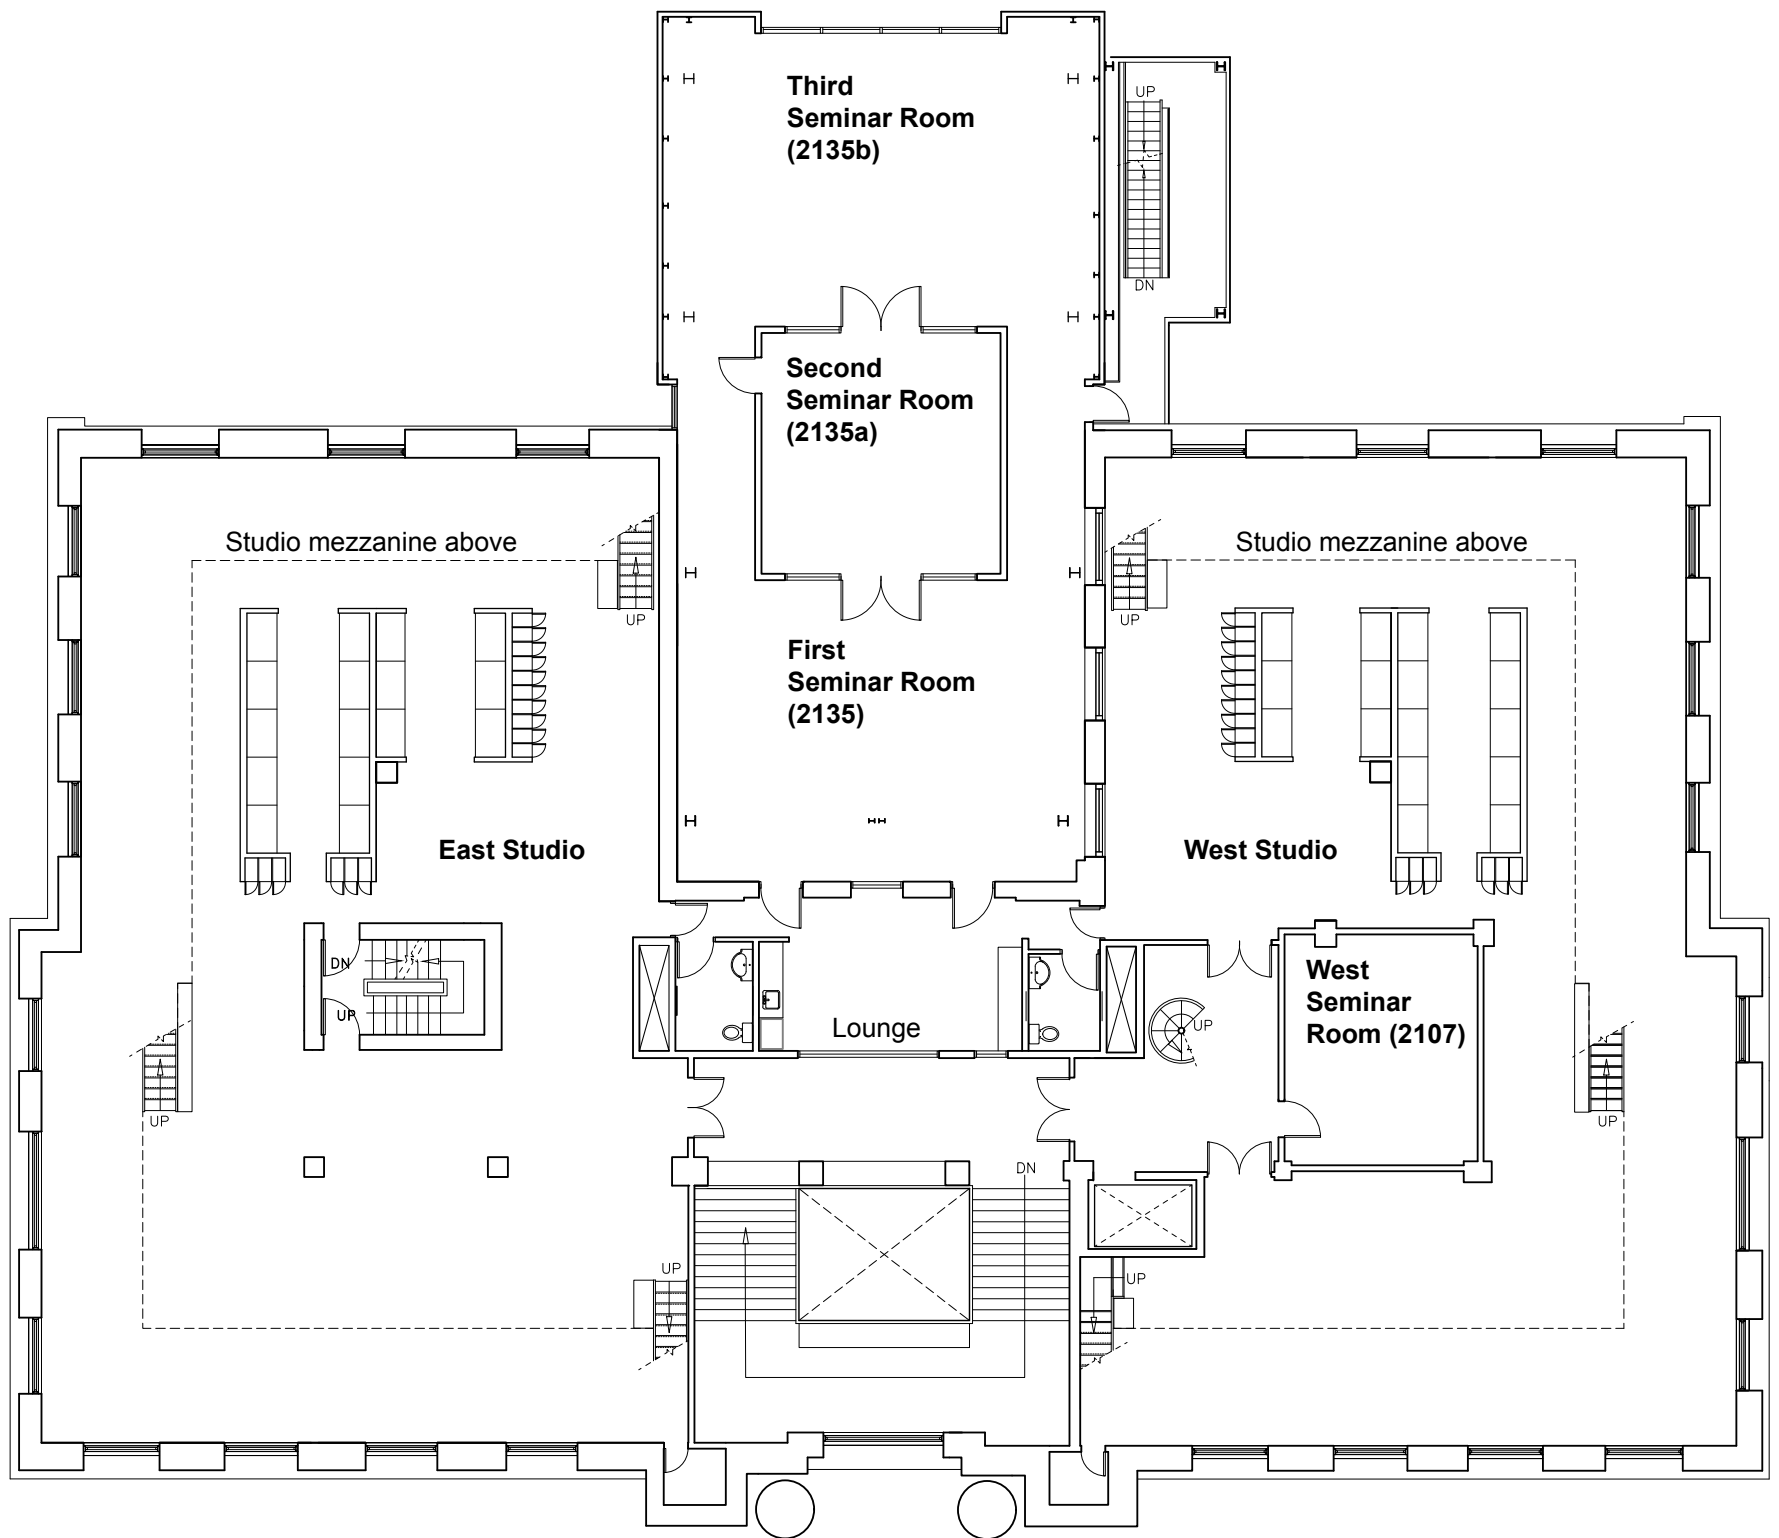 Third
Seminar Room
(2135b)
UP
DN
Second
Seminar Room
(2135a)
Studio mezzanine above
UP
Studio mezzanine above
UP
First
Seminar Room
(2135)
East Studio
West Studio
DN
UP
Lounge
UP
West
Seminar
Room (2107)
UP
UP
DN
UP
UP